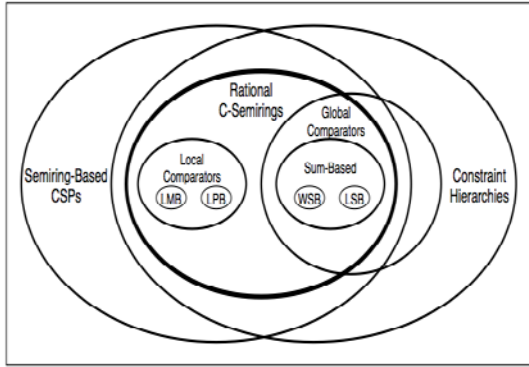 Rational
C-Semirings
Global
Comparators
Local
Comparators
Sum-Based
Semiring-Based
CSPs
Constraint
Hierarchies
LMB
LPB
WSB
LSB